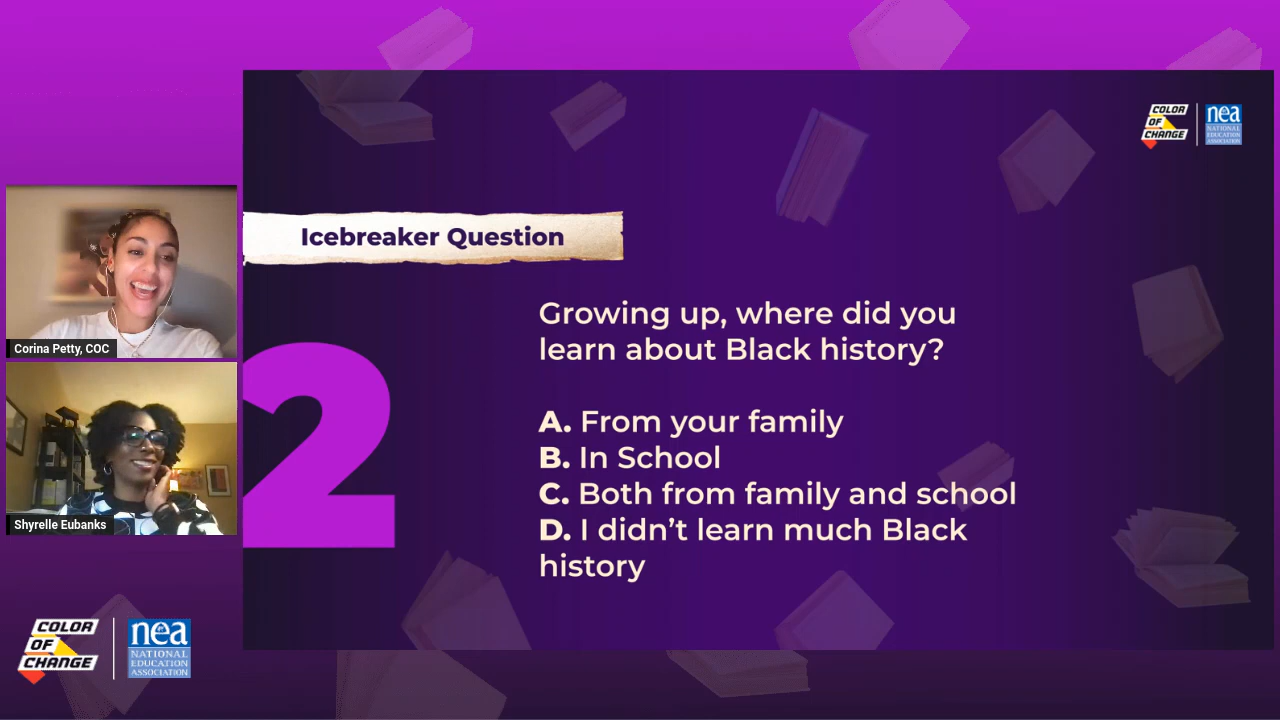 COLOR
OF
CHANGE
nea
NATIONAL
EDUCATION
ASSOCIATION
Icebreaker Question
Growing up, where did you
learn about Black history?
2
A. From your family
B. In School
C. Both from family and school
D. I didn’t learn much Black
history
Corina Petty, COC
Shyrelle Eubanks
COLOR
OF
CHANGE
nea
NATIONAL
EDUCATION
ASSOCIATION